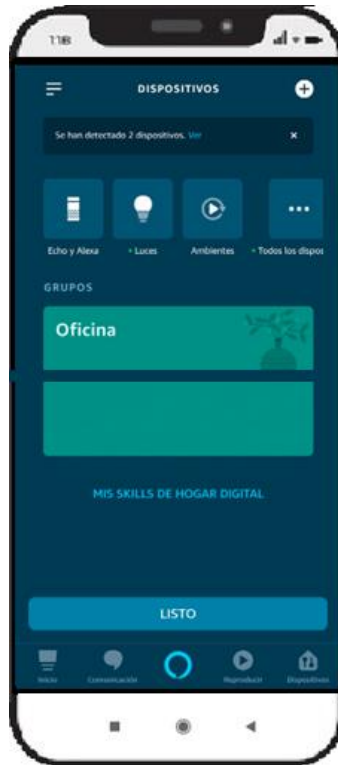 DISPOSITIVOS
Se han detectado 2 dispositivos. Ver ×
Echo y Alexa • Luces Ambientes • Todos los dispos
GRUPOS
Oficina
MIS SKILLS DE HOGAR DIGITAL
LISTO
Inicio Comunicación Reproducir Dispositivos